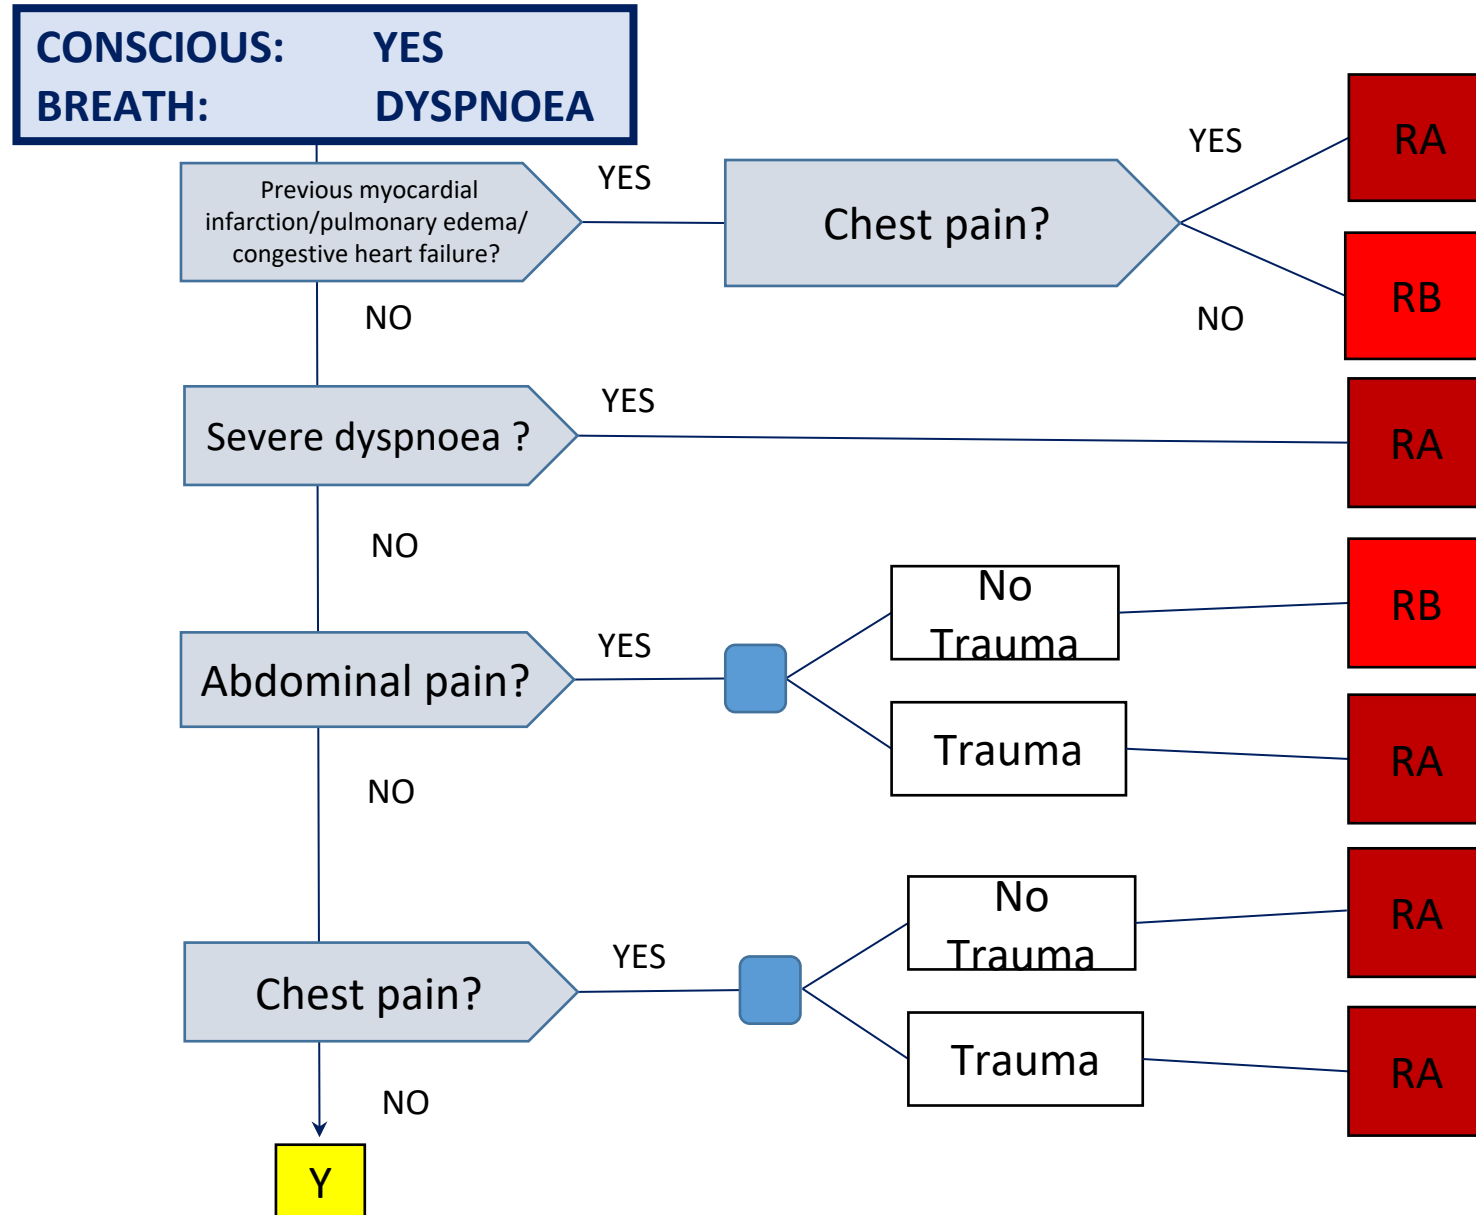 CONSCIOUS: YES
BREATH: DYSPNOEA
Previous myocardial
infarction/pulmonary edema/
congestive heart failure?
YES
Chest pain?
YES
RA
NO
RB
NO
Severe dyspnoea ?
YES
RA
NO
Abdominal pain?
YES
No
Trauma
RB
Trauma
RA
NO
Chest pain?
YES
No
Trauma
RA
Trauma
RA
NO
Y